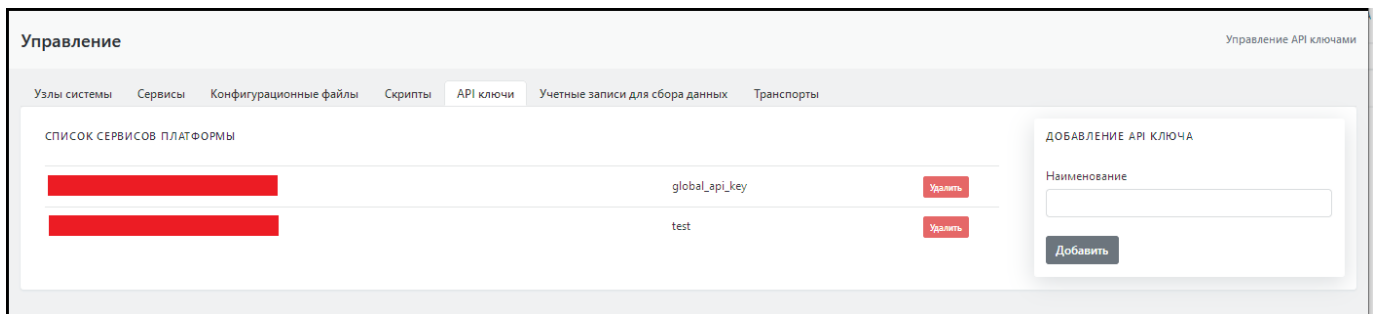 Управление
Управление API ключами
Узлы системы Сервисы Конфигурационные файлы Скрипты API ключи Учетные записи для сбора данных Транспорты
СПИСОК СЕРВИСОВ ПЛАТФОРМЫ
global_api_key Удалить
test Удалить
ДОБАВЛЕНИЕ API КЛЮЧА
Наименование
Добавить